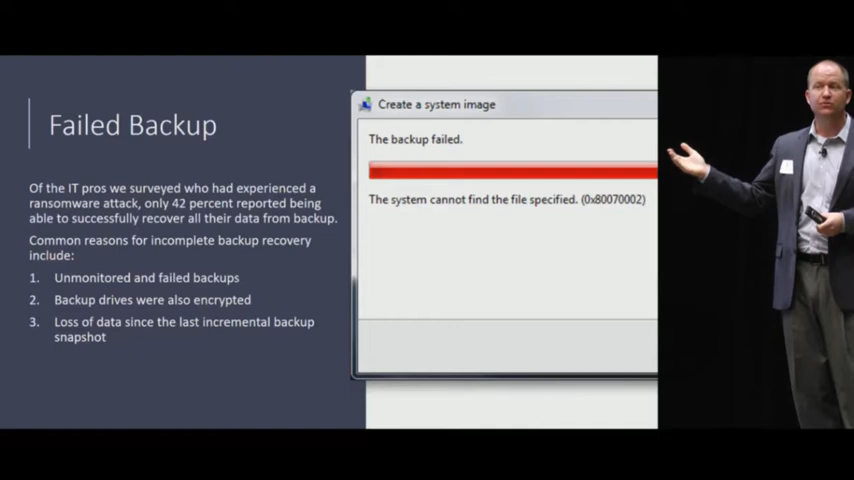 Failed Backup
Of the IT pros we surveyed who had experienced a
ransomware attack, only 42 percent reported being
able to successfully recover all their data from backup.
Common reasons for incomplete backup recovery
include:
1. Unmonitored and failed backups
2. Backup drives were also encrypted
3. Loss of data since the last incremental backup
snapshot
Create a system image
The backup failed.
The system cannot find the file specified. (0x80070002)